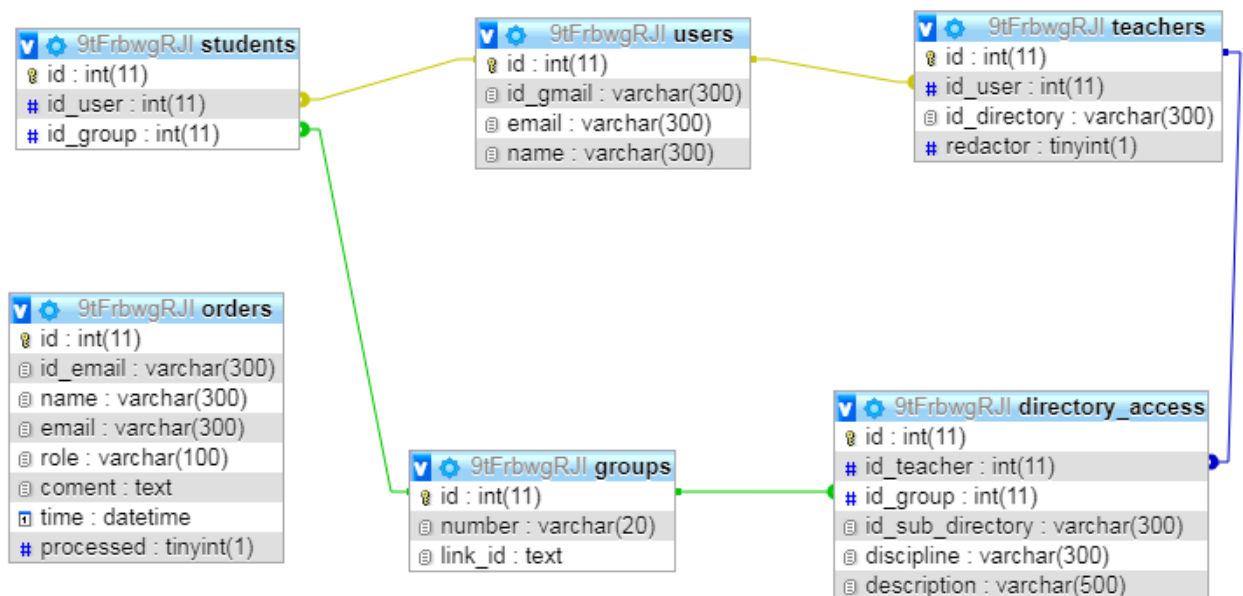 9tFrbwgRJI students
id : int(11)
id_user : int(11)
id_group : int(11)
9tFrbwgRJI users
id : int(11)
id_gmail : varchar(300)
email : varchar(300)
name : varchar(300)
9tFrbwgRJI teachers
id : int(11)
id_user : int(11)
id_directory : varchar(300)
redactor : tinyint(1)
9tFrbwgRJI orders
id : int(11)
id_email : varchar(300)
name : varchar(300)
email : varchar(300)
role : varchar(100)
coment : text
time : datetime
processed : tinyint(1)
9tFrbwgRJI groups
id : int(11)
number : varchar(20)
link_id : text
9tFrbwgRJI directory_access
id : int(11)
id_teacher : int(11)
id_group : int(11)
id_sub_directory : varchar(300)
discipline : varchar(300)
description : varchar(500)